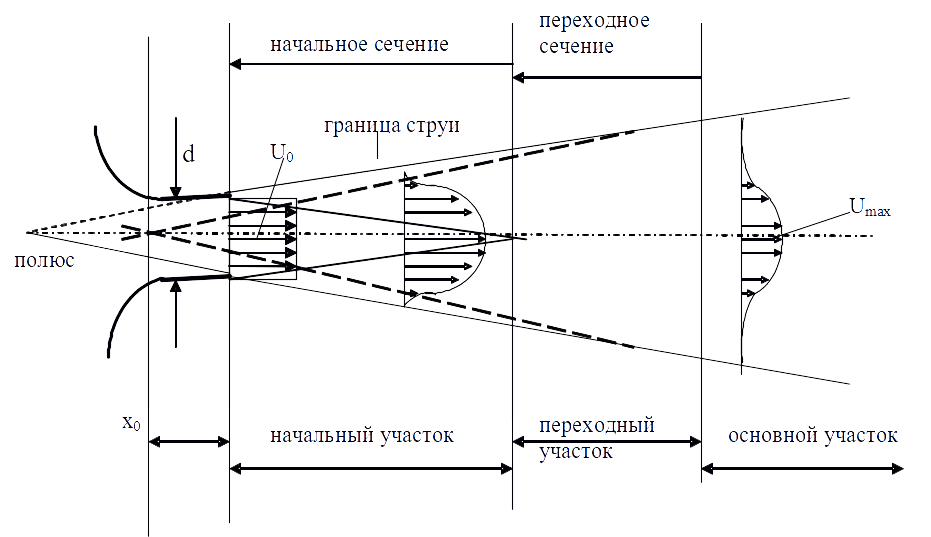 переходное
сечение
начальное сечение
граница струи
d
U0
Umax
полюс
x0
начальный участок
переходный
участок
основной участок